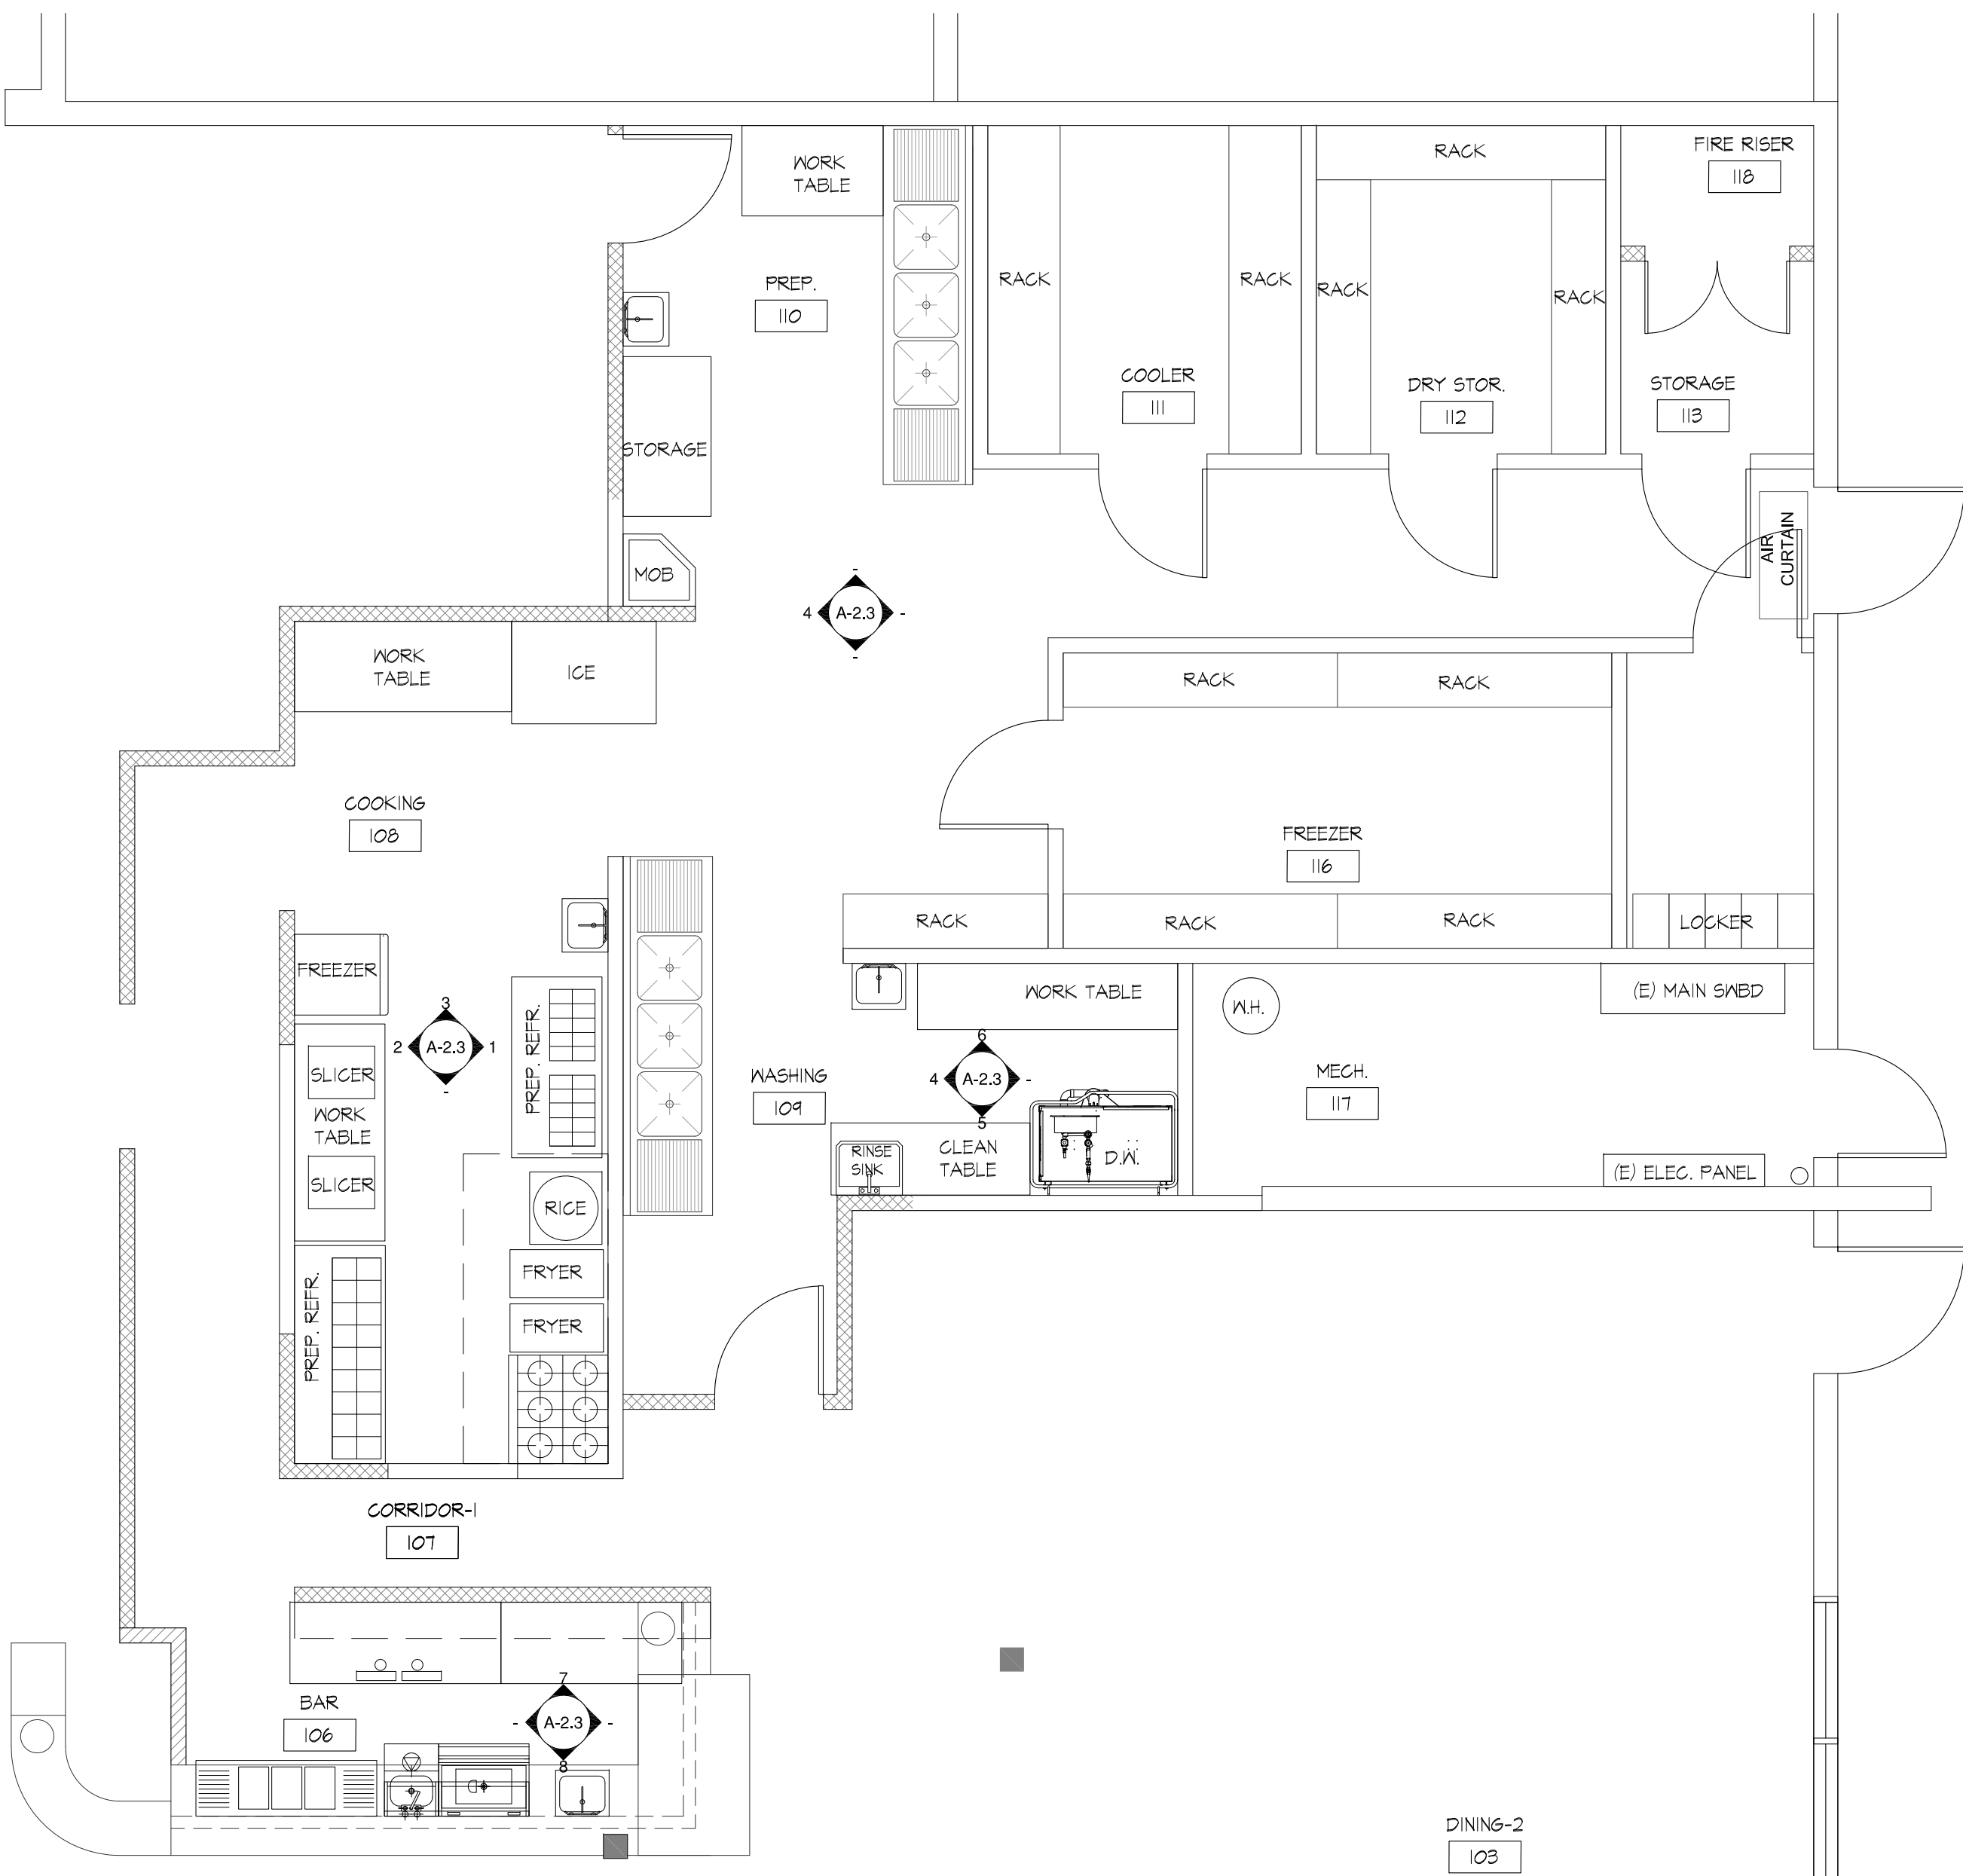 WORK
TABLE
RACK
FIRE RISER
118
PREP.
110
RACK
RACK
RACK
RACK
COOLER
111
DRY STOR.
112
STORAGE
113
STORAGE
AIR
CURTAIN
MOB
-
4 A-2.3 -
-
WORK
TABLE
ICE
RACK
RACK
COOKING
108
FREEZER
116
RACK
RACK
RACK
LOCKER
FREEZER
WORK TABLE
W.H.
(E) MAIN SWBD
3
2 A-2.3 1
-
PREP. REFR.
SLICER
WORK
TABLE
SLICER
WASHING
109
6
4 A-2.3 -
5
MECH.
117
RINSE
SINK
CLEAN
TABLE
D.W.
(E) ELEC. PANEL
RICE
FRYER
FRYER
PREP. REFR.
CORRIDOR-1
107
BAR
106
7
- A-2.3 -
8
DINING-2
103